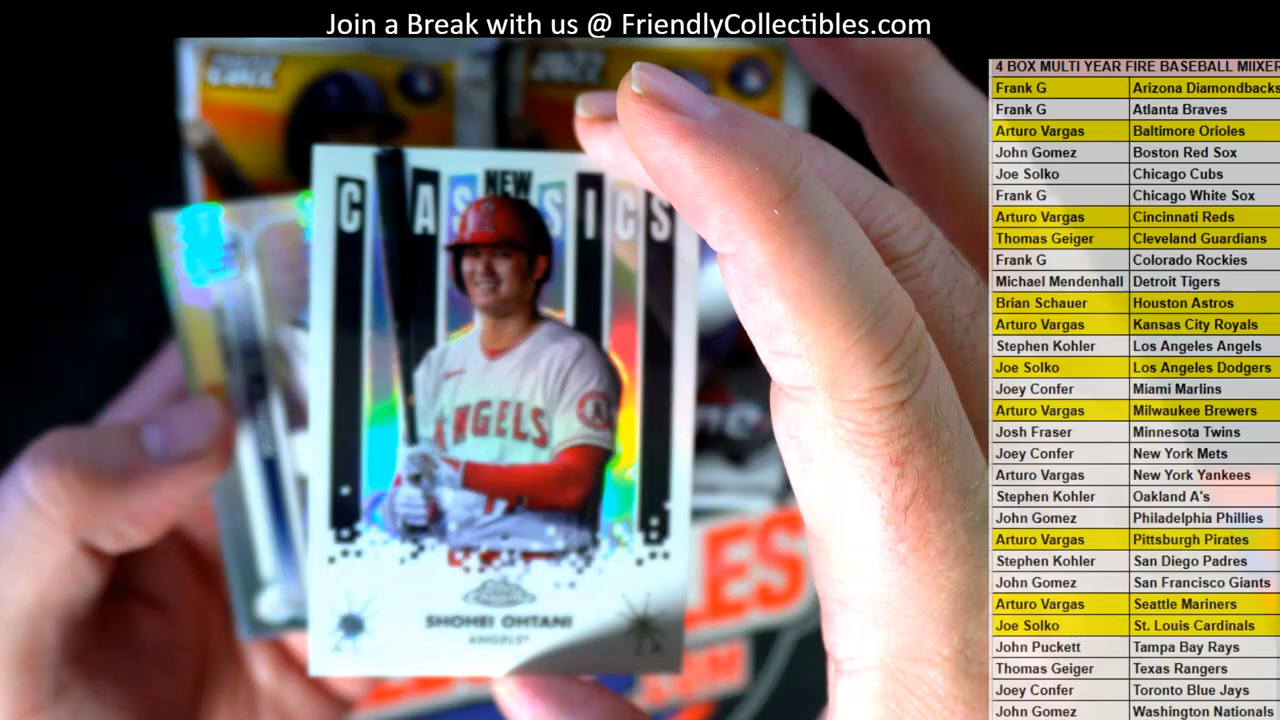 Join a Break with us @ FriendlyCollectibles.com
4 BOX MULTI YEAR FIRE BASEBALL MIIXER
Frank G Arizona Diamondbacks
Frank G Atlanta Braves
Arturo Vargas Baltimore Orioles
John Gomez Boston Red Sox
Joe Solko Chicago Cubs
Frank G Chicago White Sox
Arturo Vargas Cincinnati Reds
Thomas Geiger Cleveland Guardians
Frank G Colorado Rockies
Michael Mendenhall Detroit Tigers
Brian Schauer Houston Astros
Arturo Vargas Kansas City Royals
Stephen Kohler Los Angeles Angels
Joe Solko Los Angeles Dodgers
Joey Confer Miami Marlins
Arturo Vargas Milwaukee Brewers
Josh Fraser Minnesota Twins
Joey Confer New York Mets
Arturo Vargas New York Yankees
Stephen Kohler Oakland A's
John Gomez Philadelphia Phillies
Arturo Vargas Pittsburgh Pirates
Stephen Kohler San Diego Padres
John Gomez San Francisco Giants
Arturo Vargas Seattle Mariners
Joe Solko St. Louis Cardinals
John Puckett Tampa Bay Rays
Thomas Geiger Texas Rangers
Joey Confer Toronto Blue Jays
John Gomez Washington Nationals
JAZZ
NEW
C ASSICS
A
ANGELS
A
Chrome
SHOHEI OHTANI
ANGELS
LES